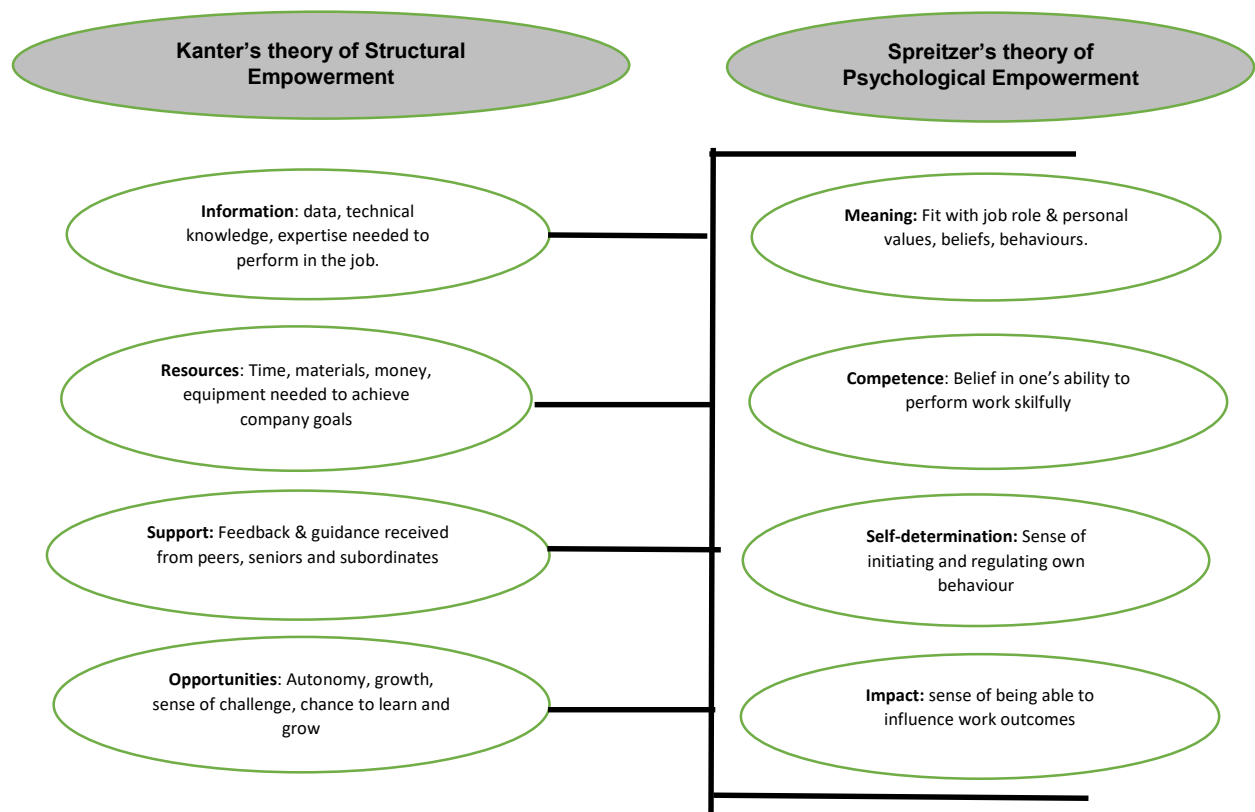 Kanter’s theory of Structural
Empowerment
Spreitzer’s theory of
Psychological Empowerment
Information: data, technical
knowledge, expertise needed to
perform in the job.
Meaning: Fit with job role & personal
values, beliefs, behaviours.
Resources: Time, materials, money,
equipment needed to achieve
company goals
Competence: Belief in one’s ability to
perform work skilfully
Support: Feedback & guidance received
from peers, seniors and subordinates
Self-determination: Sense of
initiating and regulating own
behaviour
Opportunities: Autonomy, growth,
sense of challenge, chance to learn and
grow
Impact: sense of being able to
influence work outcomes